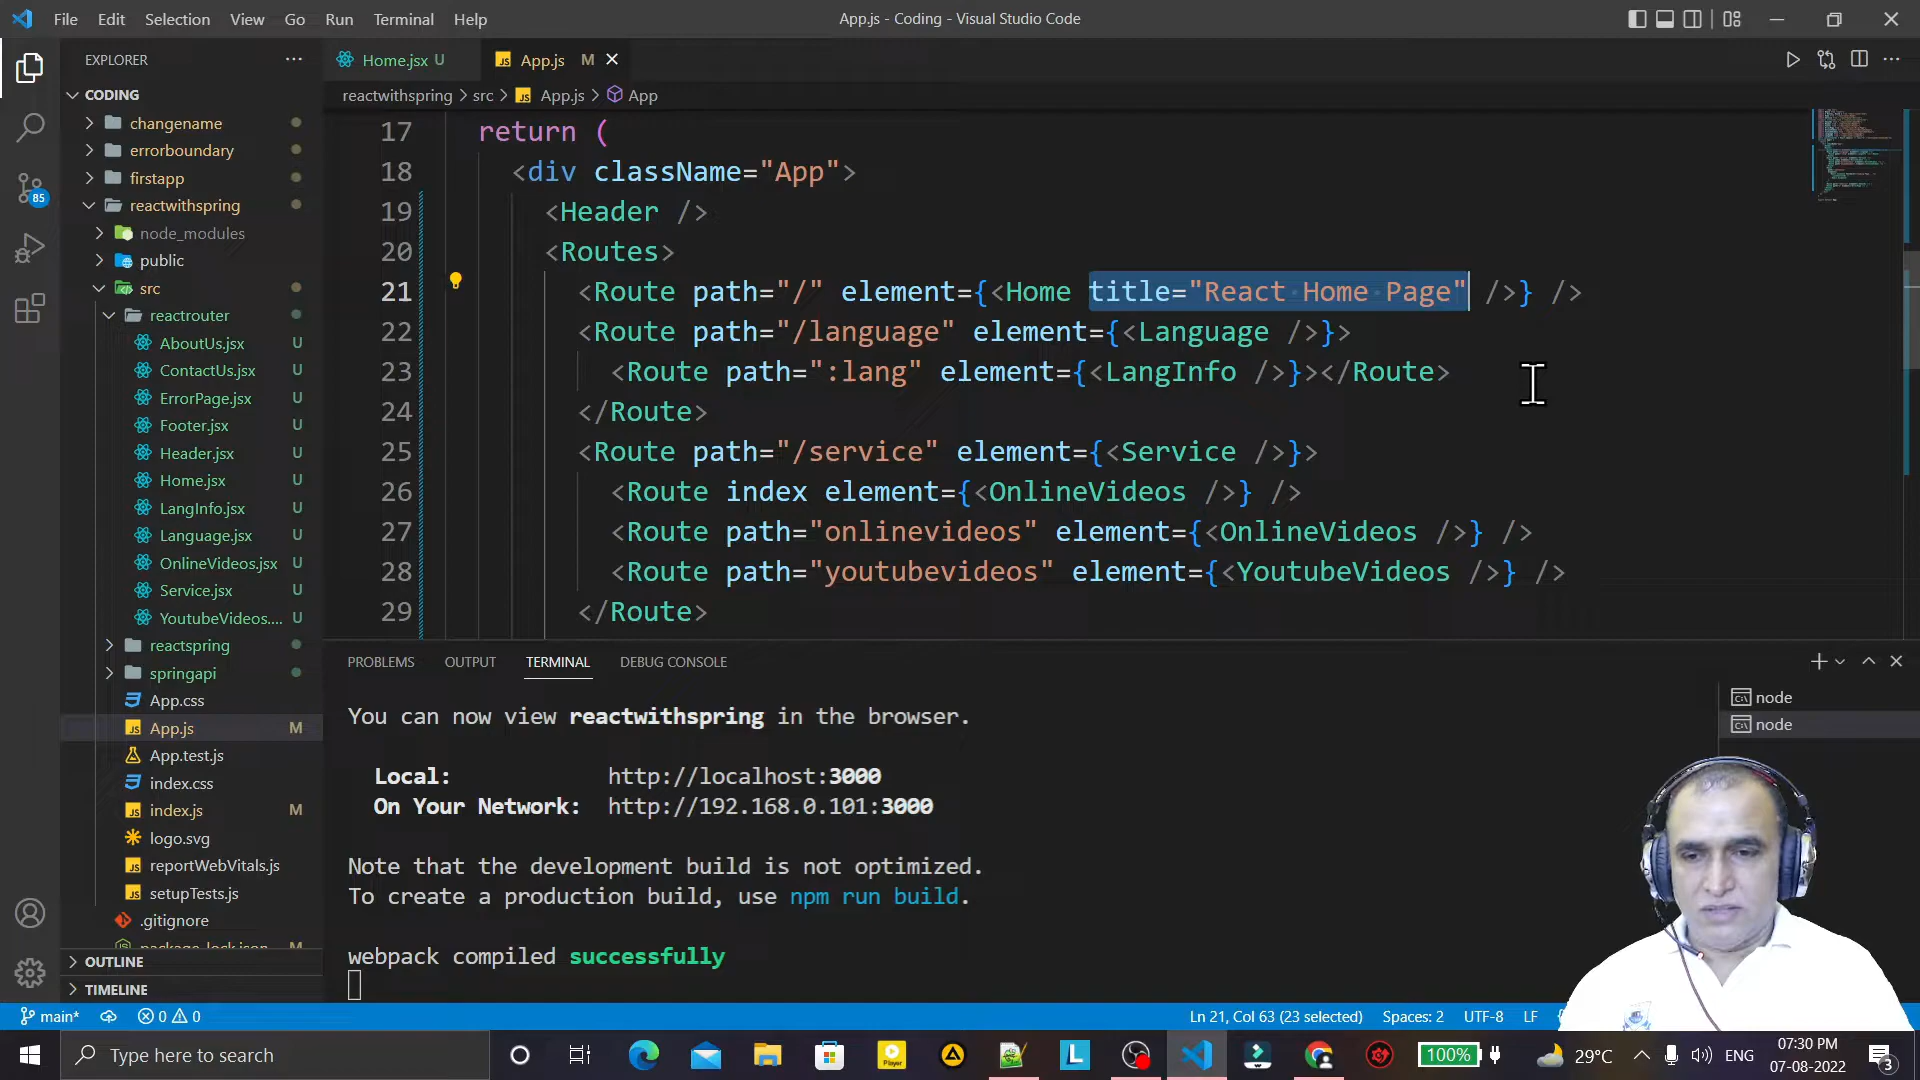 File Edit Selection View Go Run Terminal Help
App.js - Coding - Visual Studio Code
EXPLORER
CODING
changename
errorboundary
firstapp
reactwithspring
node_modules
public
src
reactrouter
AboutUs.jsx U
ContactUs.jsx U
ErrorPage.jsx U
Footer.jsx U
Header.jsx U
Home.jsx U
LangInfo.jsx U
Language.jsx U
OnlineVideos.jsx U
Service.jsx U
YoutubeVideos.... U
reactspring
springapi
App.css
App.js M
App.test.js
index.css
index.js M
logo.svg
reportWebVitals.js
setupTests.js
.gitignore
package-lock.json M
OUTLINE
TIMELINE
85
Home.jsx U
JS App.js M
reactwithspring > src > JS App.js > App
17 return (
18 <div className="App">
19 <Header />
20 <Routes>
21 <Route path="/" element={<Home title="React Home Page" />} />
22 <Route path="/language" element={<Language />}>
23 <Route path=":lang" element={<LangInfo />}></Route>
24 </Route>
25 <Route path="/service" element={<Service />}>
26 <Route index element={<OnlineVideos />} />
27 <Route path="onlinevideos" element={<OnlineVideos />} />
28 <Route path="youtubevideos" element={<YoutubeVideos />} />
29 </Route>
PROBLEMS OUTPUT TERMINAL DEBUG CONSOLE
You can now view reactwithspring in the browser.
Local: http://localhost:3000
On Your Network: http://192.168.0.101:3000
Note that the development build is not optimized.
To create a production build, use npm run build.
webpack compiled successfully
node
node
main* 0 0
Ln 21, Col 63 (23 selected) Spaces: 2 UTF-8 LF
Type here to search
Player
L
100%
29°C
ENG
07:30 PM
07-08-2022
3